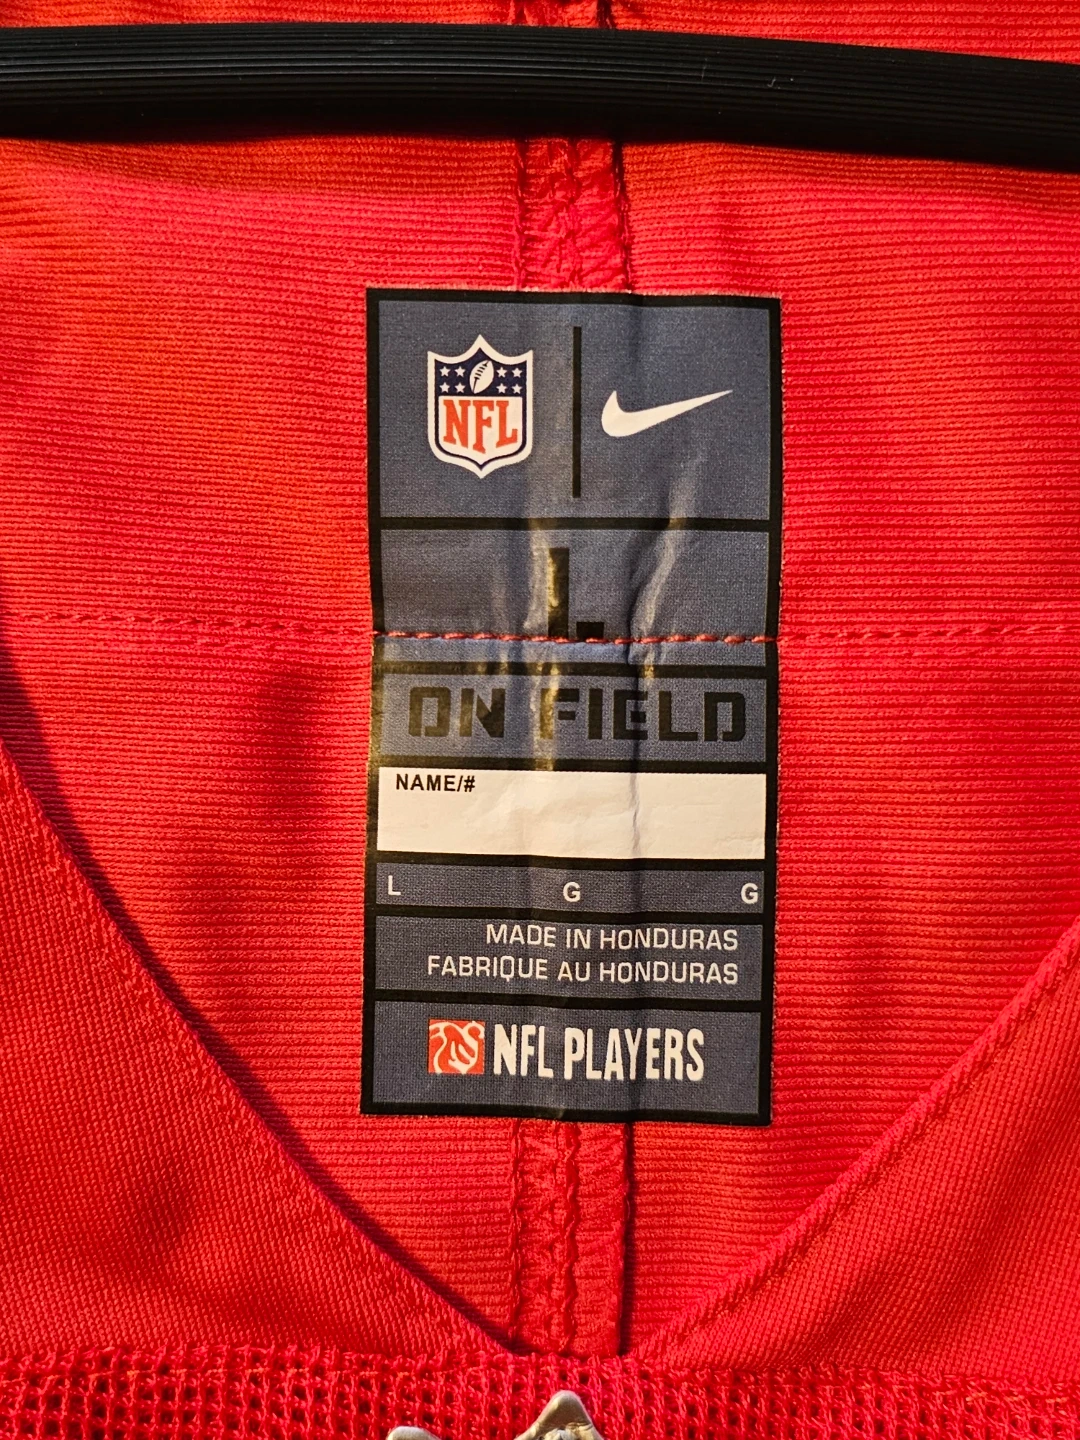 NFL
L
ON FIELD
NAME/#
L G G
MADE IN HONDURAS
FABRIQUE AU HONDURAS
NFL PLAYERS